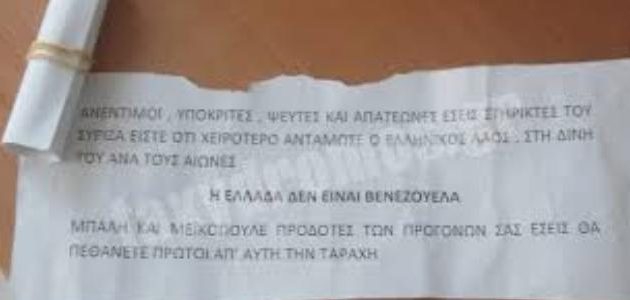 ΑΝΕΝΤΙΜΟΙ , ΥΠΟΚΡΙΤΕΣ , ΨΕΥΤΕΣ ΚΑΙ ΑΠΑΤΕΩΝΕΣ ΕΣΕΙΣ ΣΤΗΡΙΚΤΕΣ ΤΟΥ
ΣΥΡΙΖΑ ΕΙΣΤΕ ΟΤΙ ΧΕΙΡΟΤΕΡΟ ΑΝΤΑΜΩΤΕ Ο ΕΛΛΗΝΙΚΟΣ ΛΑΟΣ , ΣΤΗ ΔΙΝΗ
ΤΟΥ ΑΝΑ ΤΟΥΣ ΑΙΩΝΕΣ
Η ΕΛΛΑΔΑ ΔΕΝ ΕΙΝΑΙ ΒΕΝΕΖΟΥΕΛΑ
ΜΠΑΛΗ ΚΑΙ ΜΕΪΚΟΠΟΥΛΕ ΠΡΟΔΟΤΕΣ ΤΩΝ ΠΡΟΓΟΝΩΝ ΣΑΣ ΕΣΕΙΣ ΘΑ
ΠΕΘΑΝΕΤΕ ΠΡΩΤΟΙ ΑΠ' ΑΥΤΗ ΤΗΝ ΤΑΡΑΧΗ